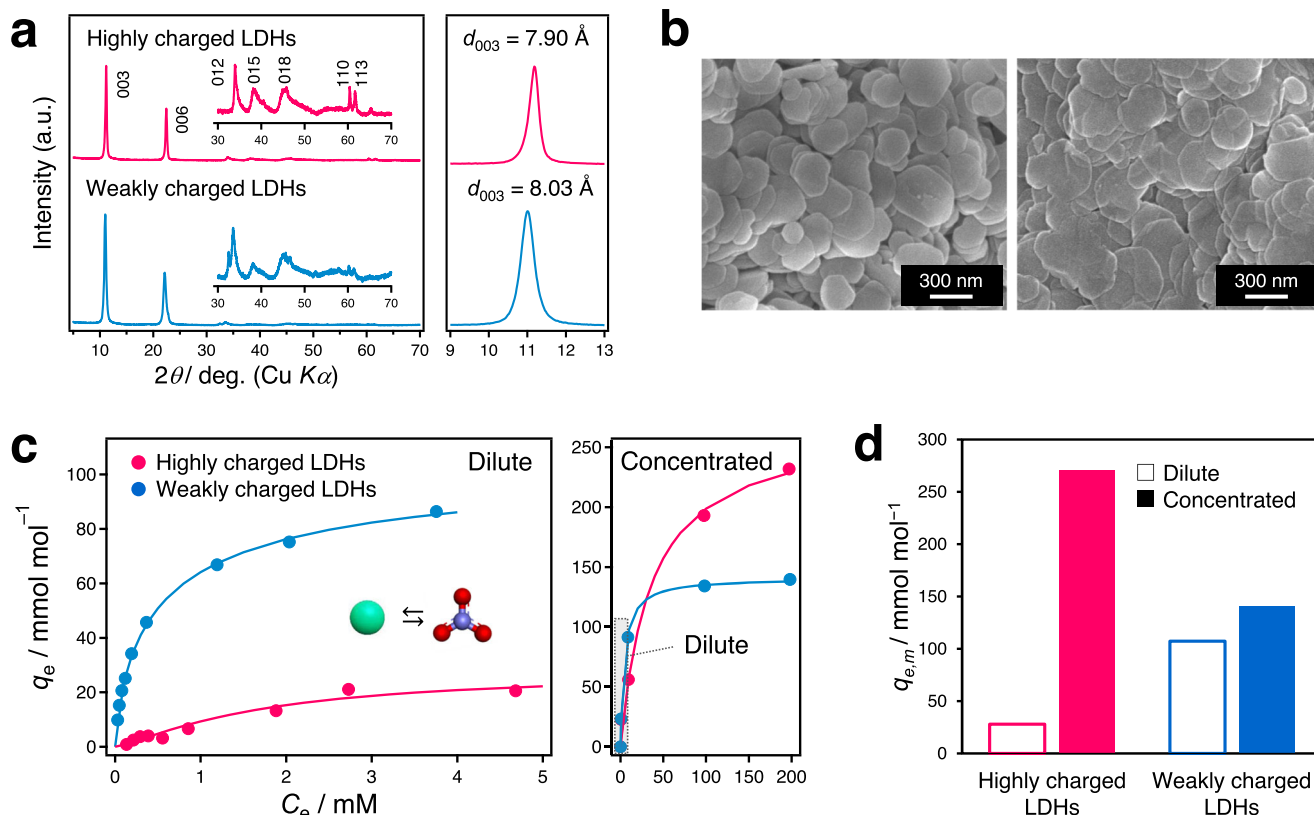 a
Intensity (a.u.)
Highly charged LDHs
003
006
012
015
018
110
113
30 40 50 60 70
Weakly charged LDHs
30 40 50 60 70
10 20 30 40 50 60 70
2θ/ deg. (Cu Kα)
d003 = 7.90 Å
d003 = 8.03 Å
9 10 11 12 13
b
300 nm
300 nm
c
qe / mmol mol−1
100
80
60
40
20
0
Highly charged LDHs
Weakly charged LDHs
Dilute
0 1 2 3 4 5
Ce / mM
250
200
150
100
50
0
Concentrated
Dilute
0 50 100 150 200
d
qe,m / mmol mol−1
300
250
200
150
100
50
0
Dilute
Concentrated
Highly charged
LDHs
Weakly charged
LDHs